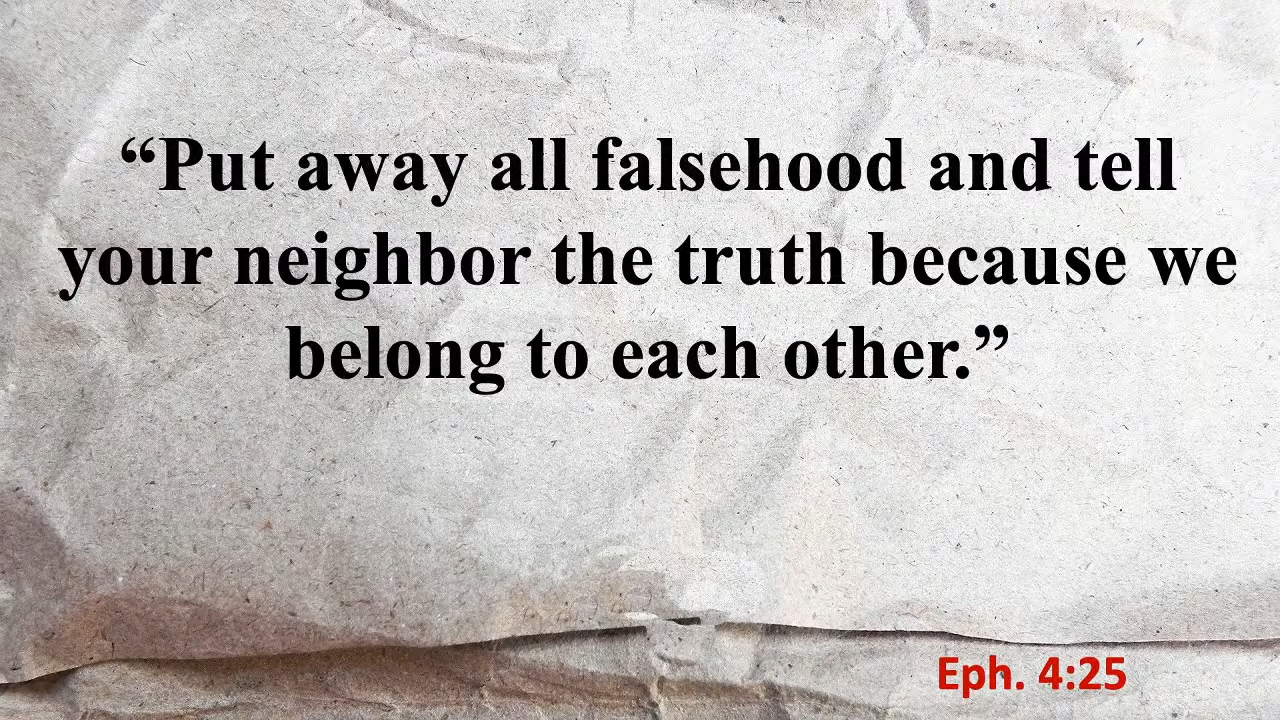 “Put away all falsehood and tell
your neighbor the truth because we
belong to each other.”
Eph. 4:25